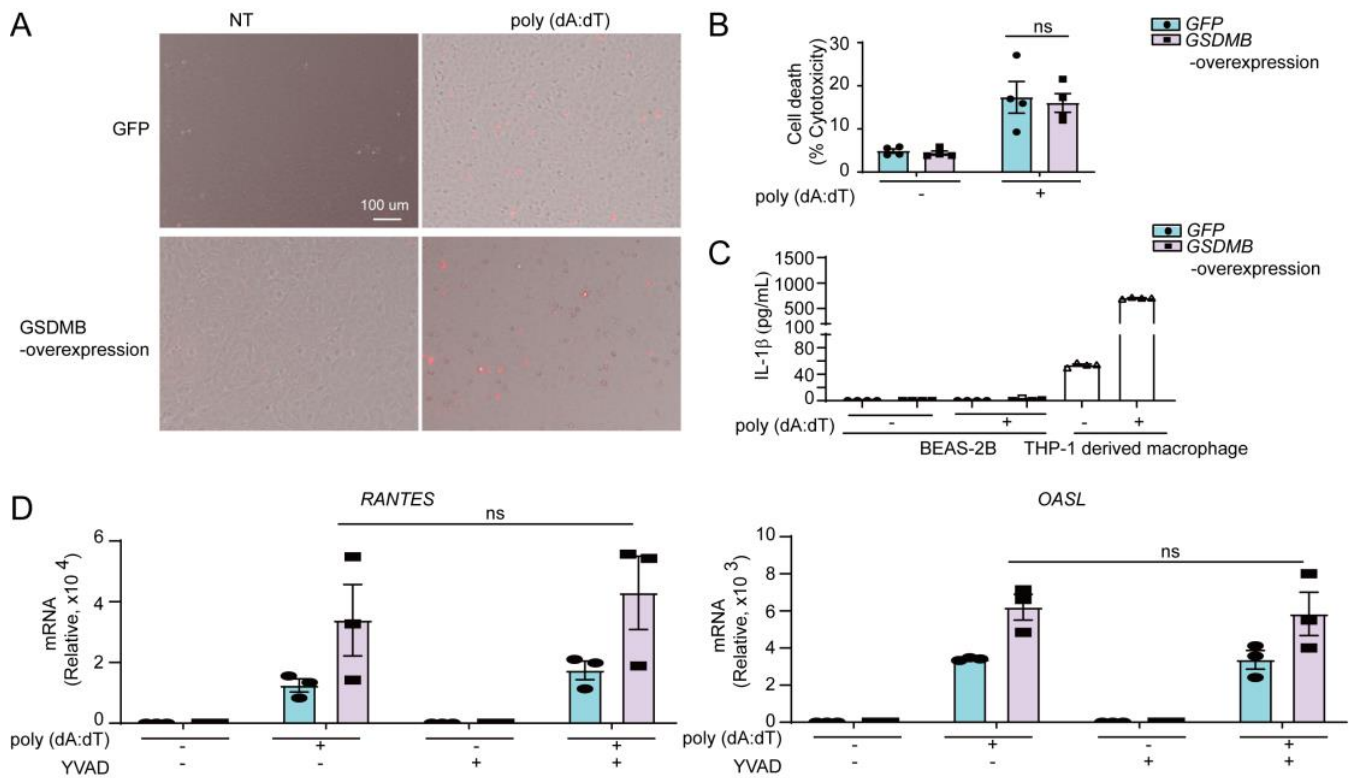 A
NT
poly (dA:dT)
GFP
100 um
GSDMB
-overexpression
B
Cell death
(% Cytotoxicity)
30
20
10
0
ns
GFP
GSDMB
-overexpression
poly (dA:dT)
-
+
C
GFP
GSDMB
-overexpression
IL-1β (pg/mL)
1500
1000
500
100
80
40
0
poly (dA:dT)
-
+
-
+
BEAS-2B
THP-1 derived macrophage
D
RANTES
ns
mRNA
(Relative, x10 4)
6
4
2
0
poly (dA:dT)
-
+
-
+
YVAD
-
-
+
+
OASL
ns
mRNA
(Relative, x10 3)
10
8
6
4
2
0
poly (dA:dT)
-
+
-
+
YVAD
-
-
+
+